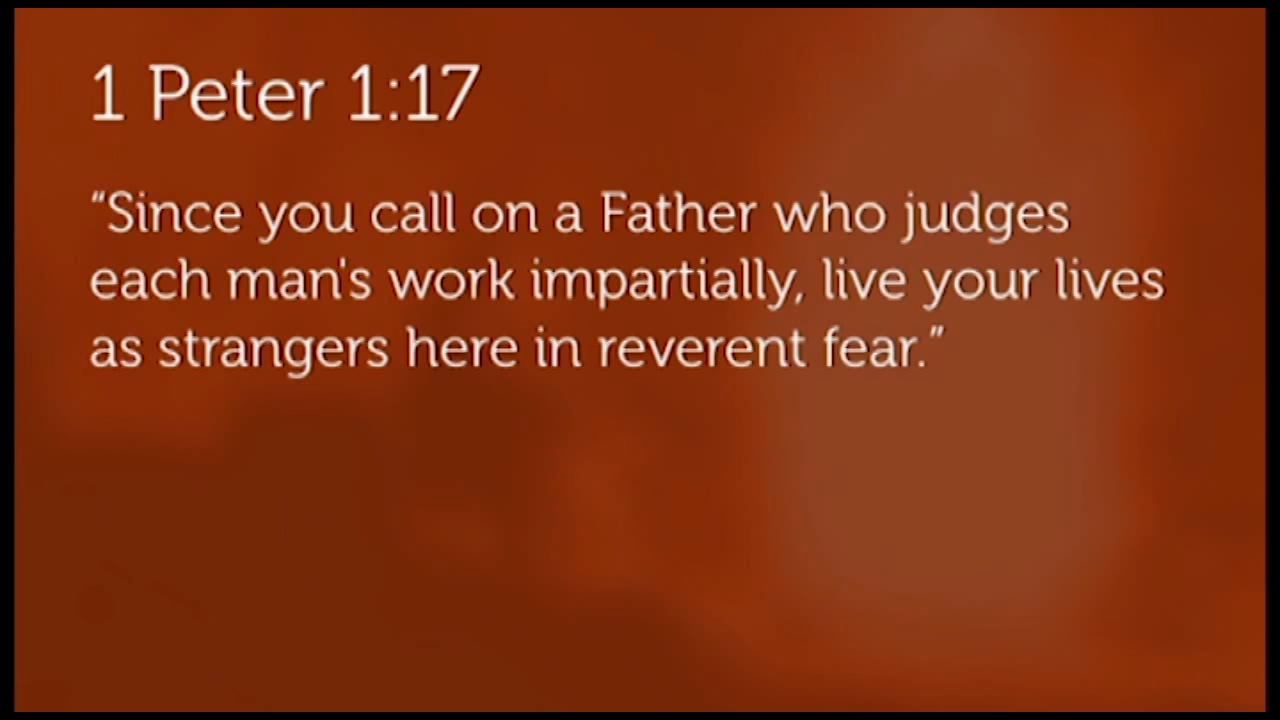 1 Peter 1:17
“Since you call on a Father who judges
each man's work impartially, live your lives
as strangers here in reverent fear.”